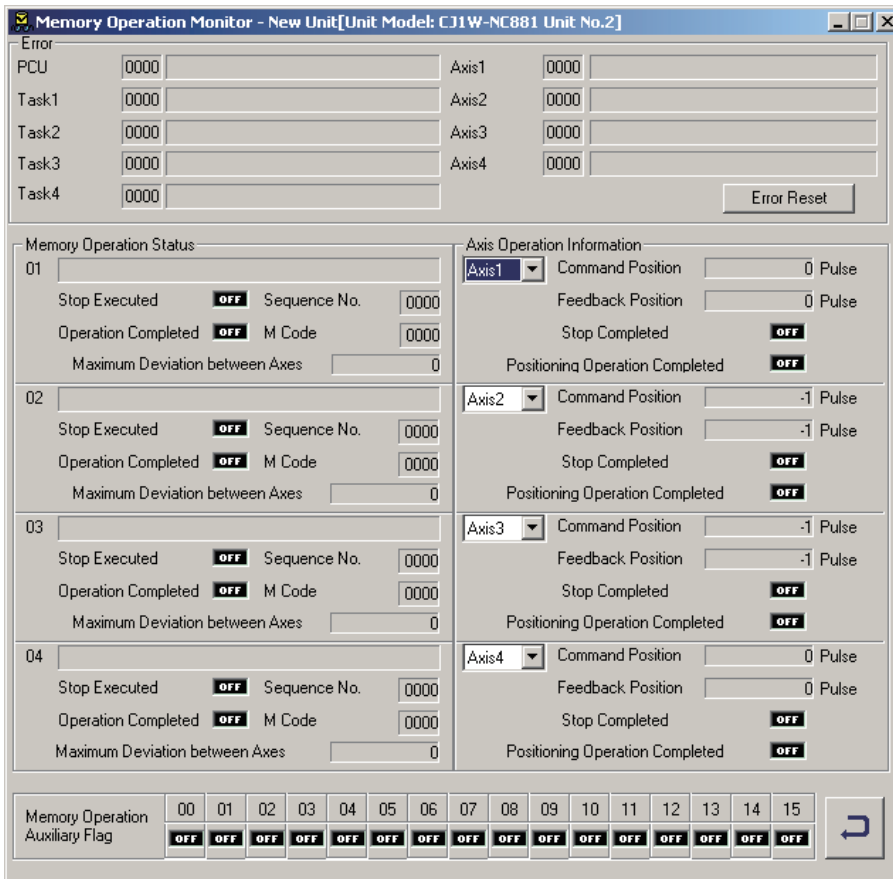 Memory Operation Monitor - New Unit[Unit Model: CJ1W-NC881 Unit No.2]
Error
PCU 0000 Axis1 0000
Task1 0000 Axis2 0000
Task2 0000 Axis3 0000
Task3 0000 Axis4 0000
Task4 0000 Error Reset
Memory Operation Status Axis Operation Information
01 Axis1 Command Position 0 Pulse
Stop Executed OFF Sequence No. 0000 Feedback Position 0 Pulse
Operation Completed OFF M Code 0000 Stop Completed OFF
Maximum Deviation between Axes 0 Positioning Operation Completed OFF
02 Axis2 Command Position -1 Pulse
Stop Executed OFF Sequence No. 0000 Feedback Position -1 Pulse
Operation Completed OFF M Code 0000 Stop Completed OFF
Maximum Deviation between Axes 0 Positioning Operation Completed OFF
03 Axis3 Command Position -1 Pulse
Stop Executed OFF Sequence No. 0000 Feedback Position -1 Pulse
Operation Completed OFF M Code 0000 Stop Completed OFF
Maximum Deviation between Axes 0 Positioning Operation Completed OFF
04 Axis4 Command Position 0 Pulse
Stop Executed OFF Sequence No. 0000 Feedback Position 0 Pulse
Operation Completed OFF M Code 0000 Stop Completed OFF
Maximum Deviation between Axes 0 Positioning Operation Completed OFF
Memory Operation 00 01 02 03 04 05 06 07 08 09 10 11 12 13 14 15
Auxiliary Flag OFF OFF OFF OFF OFF OFF OFF OFF OFF OFF OFF OFF OFF OFF OFF OFF